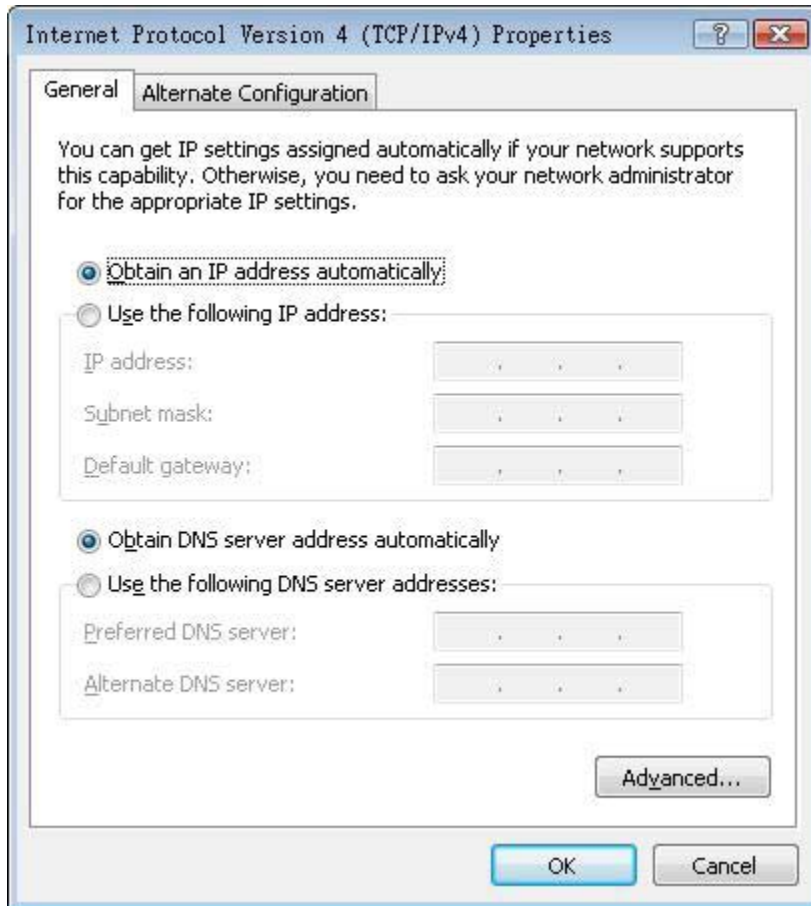 Internet Protocol Version 4 (TCP/IPv4) Properties
General
Alternate Configuration
You can get IP settings assigned automatically if your network supports
this capability. Otherwise, you need to ask your network administrator
for the appropriate IP settings.
Obtain an IP address automatically
Use the following IP address:
IP address:
Subnet mask:
Default gateway:
Obtain DNS server address automatically
Use the following DNS server addresses:
Preferred DNS server:
Alternate DNS server:
Advanced...
OK
Cancel